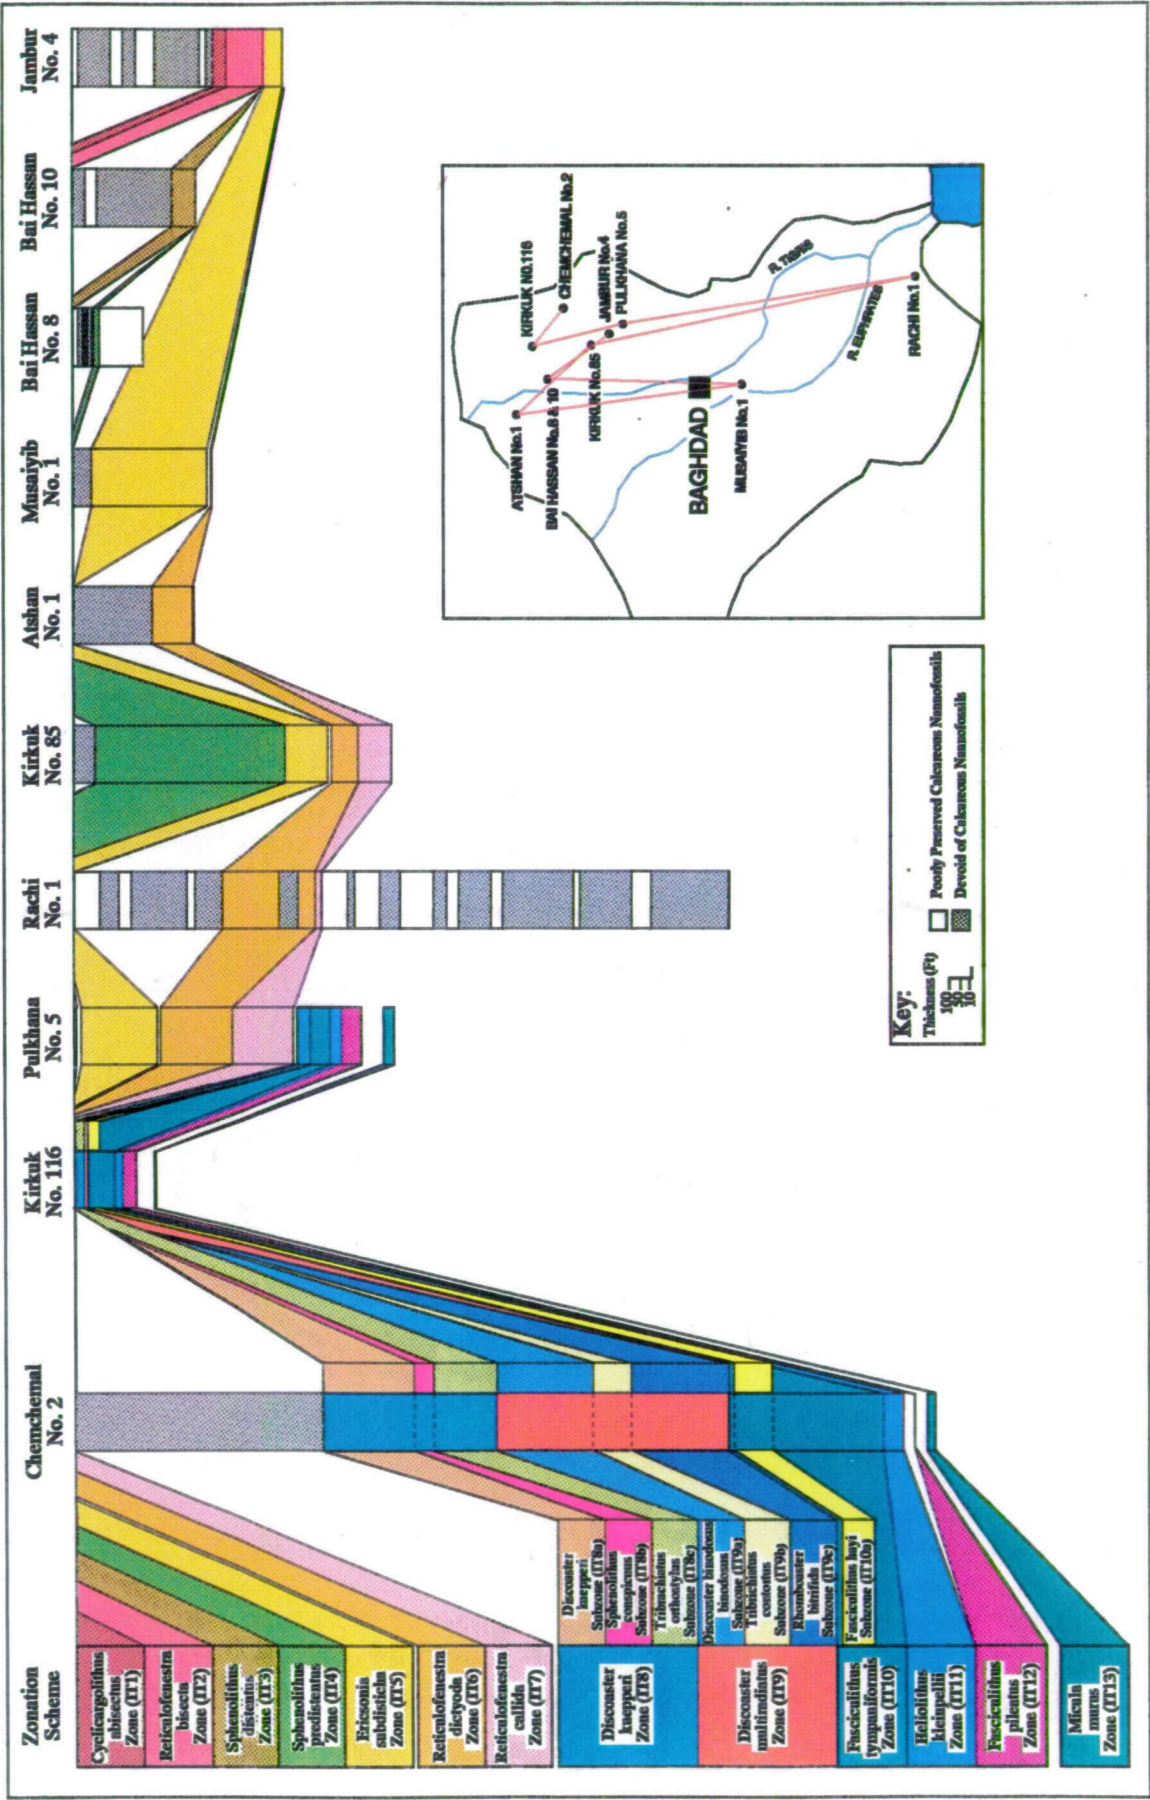 Zonation
Scheme
Chemchemal
No. 2
Kirkuk
No. 116
Pulkhana
No. 5
Rachi
No. 1
Kirkuk
No. 85
Atshan
No. 1
Musaiyib
No. 1
Bai Hassan
No. 8
Bai Hassan
No. 10
Jambur
No. 4
Cyclicargolithus
abisectus
Zone (IT1)
Reticulofenestra
bisecta
Zone (IT2)
Sphenolithus
distentus
Zone (IT3)
Sphenolithus
predistentus
Zone (IT4)
Ericsonia
subdisticha
Zone (IT5)
Reticulofenestra
dictyoda
Zone (IT6)
Reticulofenestra
callida
Zone (IT7)
Discoaster
kuepperi
Zone (IT8)
Discoaster
multiradiatus
Zone (IT9)
Fasciculithus
tympaniformis
Zone (IT10)
Heliolithus
kleinpellii
Zone (IT11)
Fasciculithus
pileatus
Zone (IT12)
Micula
murus
Zone (IT13)
Discoaster
kuepperi
Subzone (IT8a)
Sphenolithus
conspicuus
Subzone (IT8b)
Tribrachiatus
orthostylus
Subzone (IT8c)
Discoaster binodosus
binodosus
Subzone (IT9a)
Tribrachiatus
contortus
Subzone (IT9b)
Rhomboaster
bitrifida
Subzone (IT9c)
Fasciculithus
Subzone (IT10a)
Key:
Thickness (Ft)
100
50
10
Poorly Preserved Calcareous Nannofossils
Devoid of Calcareous Nannofossils
ATSHAN No.1
BAI HASSAN No.8 & 10
KIRKUK No.85
BAGHDAD
MUSAIYIB No.1
KIRKUK NO.116
CHEMCHEMAL No.2
JAMBUR No.4
PULKHANA No.5
R. TIGRIS
R. EUPHRATES
RACHI No.1